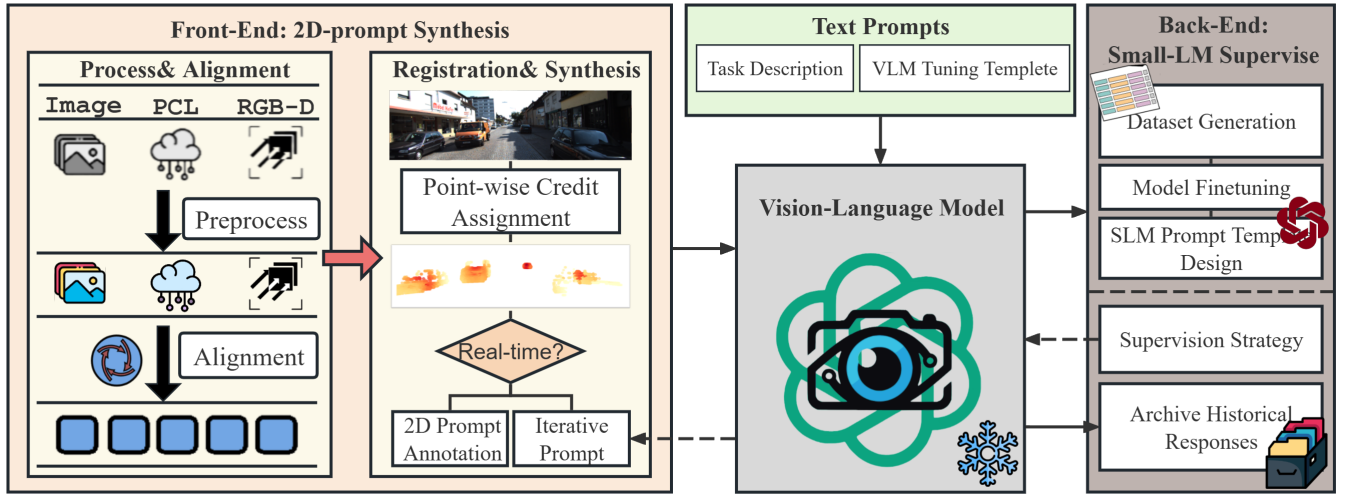 Front-End: 2D-prompt Synthesis
Process& Alignment
Image PCL RGB-D
Preprocess
Alignment
Registration& Synthesis
Point-wise Credit
Assignment
Real-time?
2D Prompt
Annotation
Iterative
Prompt
Text Prompts
Task Description
VLM Tuning Templete
Vision-Language Model
Back-End:
Small-LM Supervise
Dataset Generation
Model Finetuning
SLM Prompt
Design
Supervision Strategy
Archive Historical
Responses